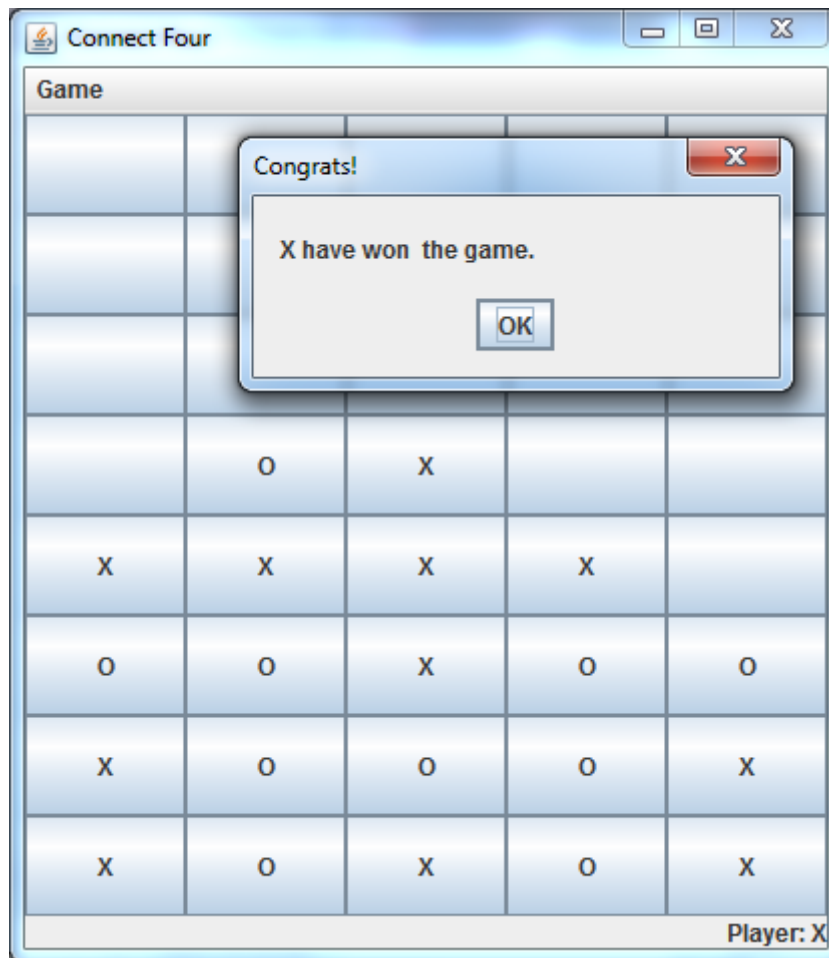 Connect Four
Game
Congrats!
X have won  the game.
OK
O X
X X X X
O O X O O
X O O O X
X O X O X
Player: X